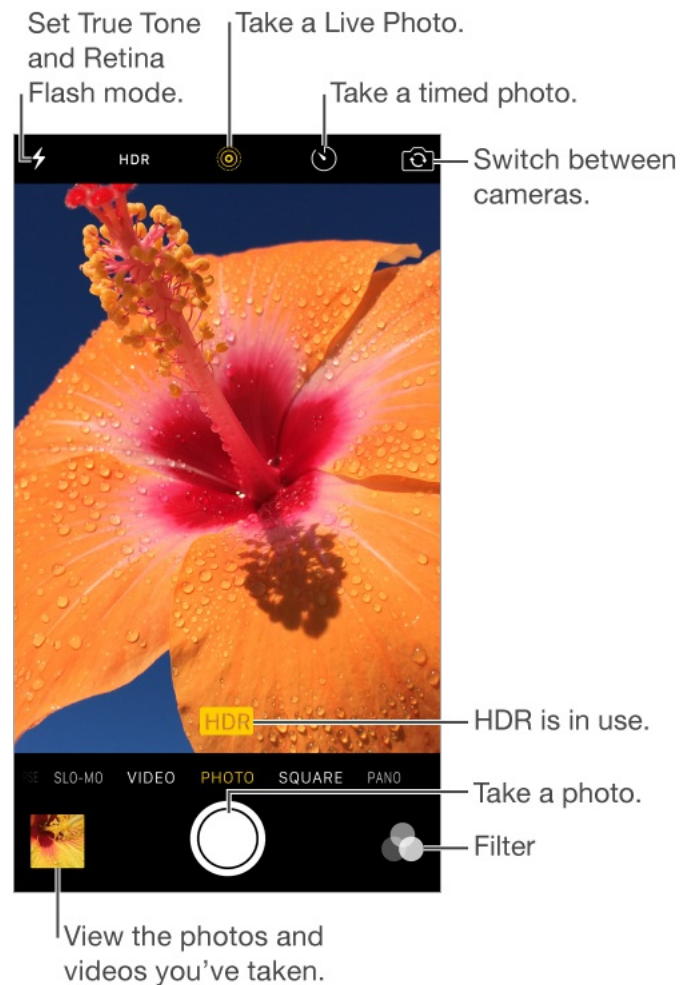 Set True Tone
and Retina
Flash mode.
Take a Live Photo.
Take a timed photo.
HDR
Switch between
cameras.
HDR
HDR is in use.
SLO-MO VIDEO PHOTO SQUARE PANO
Take a photo.
Filter
View the photos and
videos you’ve taken.